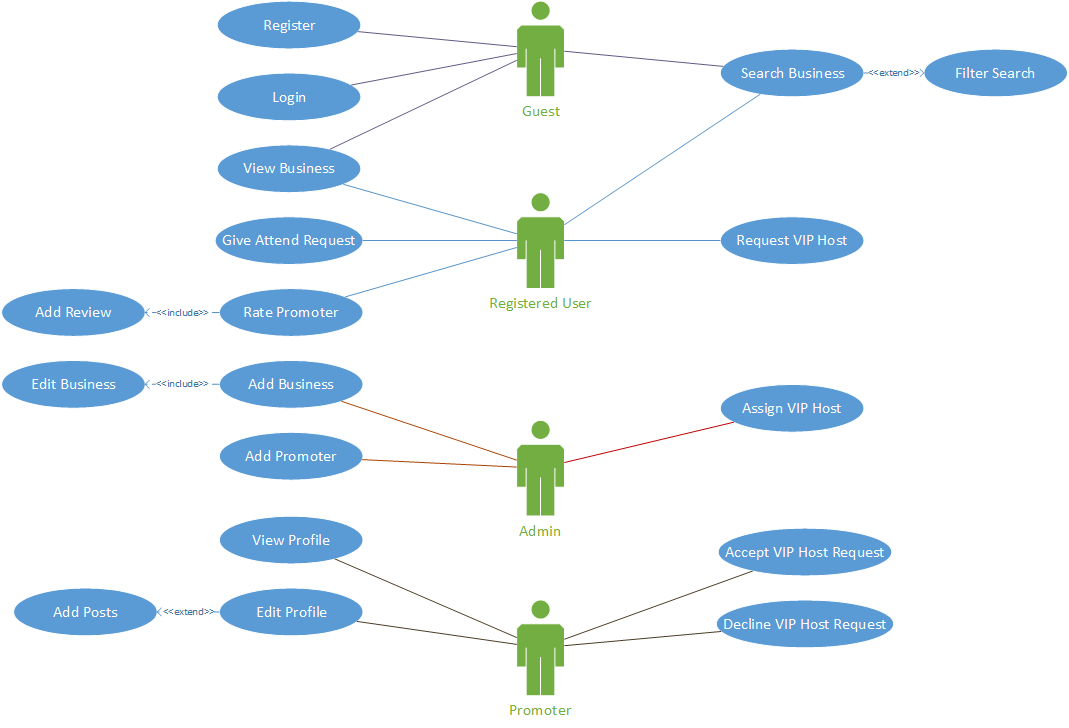 Register
Search Business
<<extend>>
Filter Search
Login
Guest
View Business
Give Attend Request
Request VIP Host
Registered User
Add Review
<<include>>
Rate Promoter
Edit Business
<<include>>
Add Business
Assign VIP Host
Add Promoter
Admin
View Profile
Accept VIP Host Request
Add Posts
<<extend>>
Edit Profile
Decline VIP Host Request
Promoter